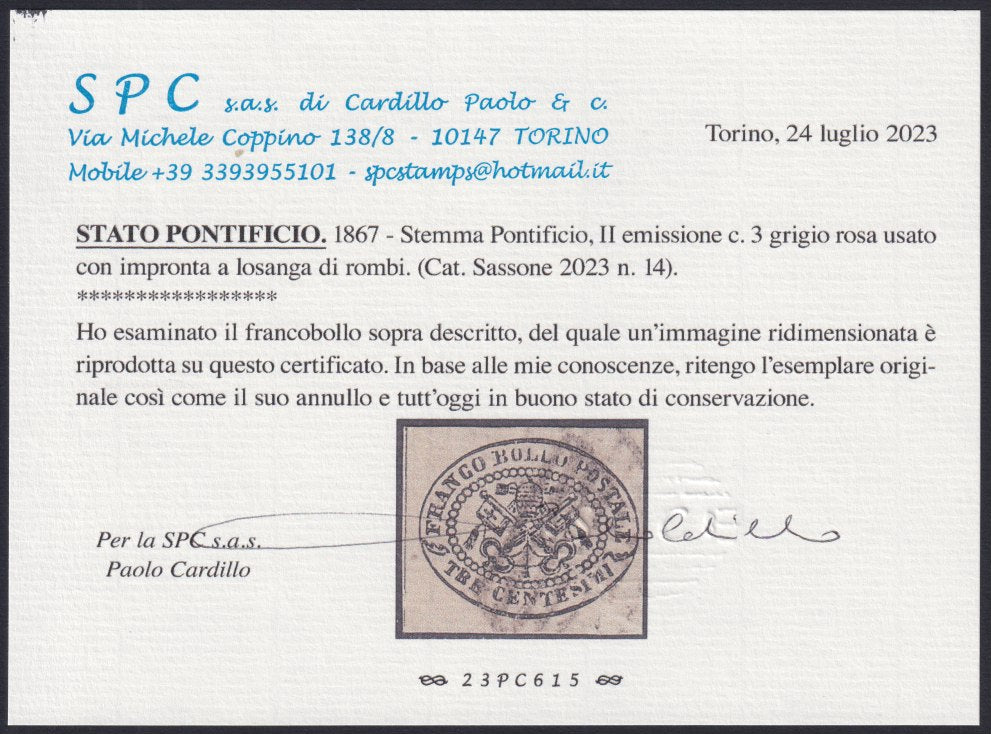 S P C s.a.s. di Cardillo Paolo & c.
Via Michele Coppino 138/8 - 10147 TORINO
Mobile +39 3393955101 - spcstamps@hotmail.it
Torino, 24 luglio 2023
STATO PONTIFICIO. 1867 - Stemma Pontificio, II emissione c. 3 grigio rosa usato
con impronta a losanga di rombi. (Cat. Sassone 2023 n. 14).
*****************
Ho esaminato il francobollo sopra descritto, del quale un'immagine ridimensionata è
riprodotta su questo certificato. In base alle mie conoscenze, ritengo l'esemplare origi-
nale così come il suo annullo e tutt'oggi in buono stato di conservazione.
FRANCO BOLLO POSTALE
TRE CENTESIMI
Per la SPC s.a.s.
Paolo Cardillo
23PC615